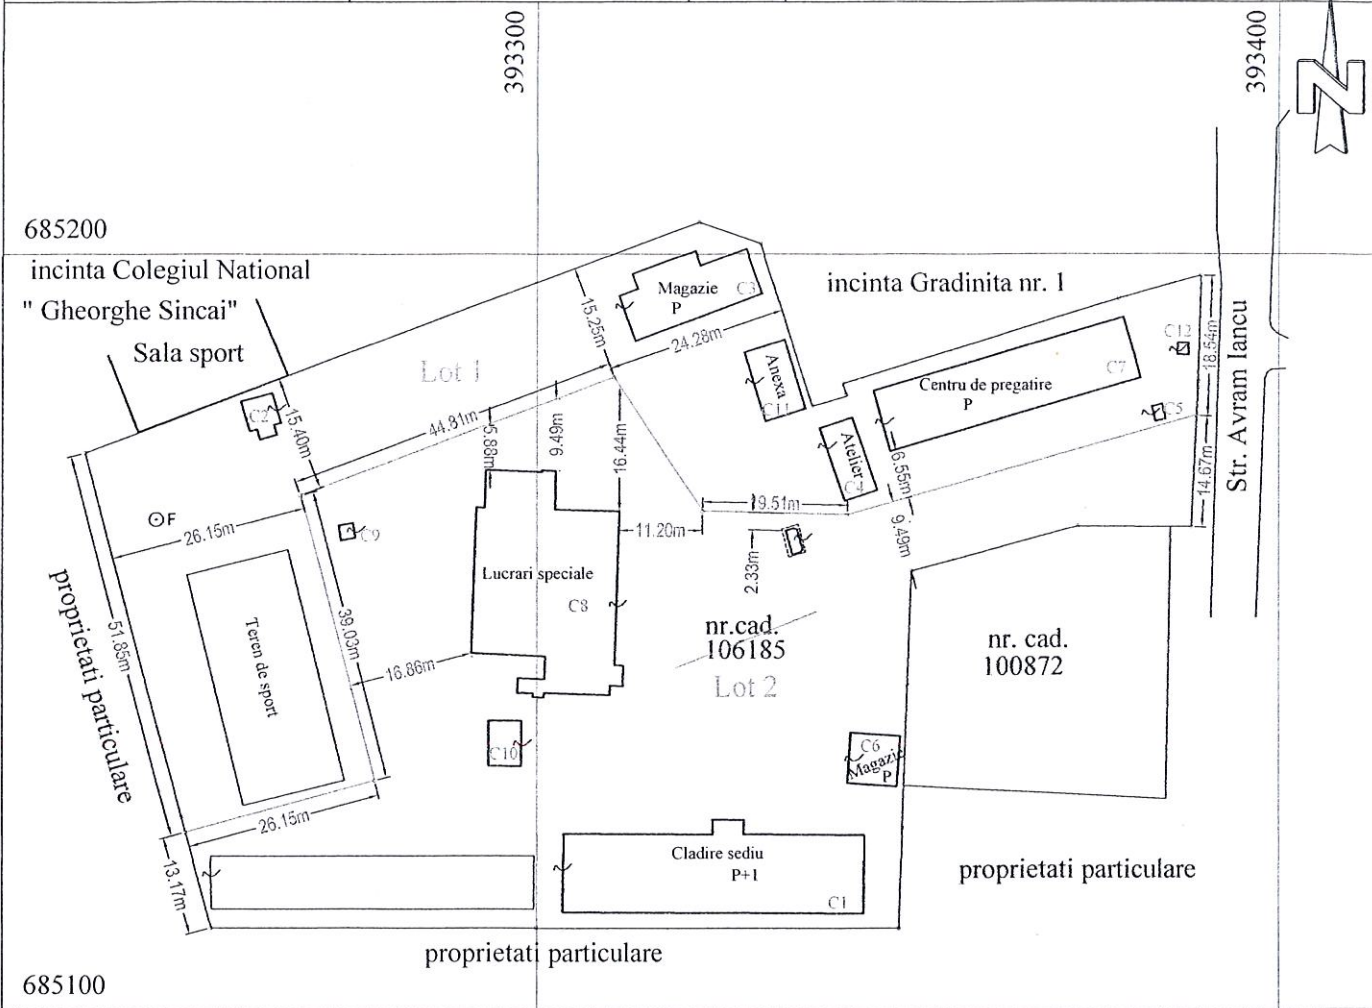 393300
393400
N
685200
incinta Colegiul National
" Gheorghe Sincai"
Sala sport
incinta Gradinita nr. 1
Magazie
P
C3
15.25m
24.28m
Lot 1
Anexa
C11
Centru de pregatire
P
C7
C12
18.54m
C5
Str. Avram Iancu
C2
15.40m
44.81m
5.88m
9.49m
16.44m
Atelier
C4
6.55m
14.67m
F
26.15m
C9
11.20m
19.51m
9.49m
2.33m
Lucrari speciale
C8
proprietati particulare
51.85m
Teren de sport
39.03m
16.86m
nr.cad.
106185
Lot 2
nr. cad.
100872
C10
C6
Magazie
P
26.15m
13.17m
Cladire sediu
P+1
C1
proprietati particulare
proprietati particulare
685100